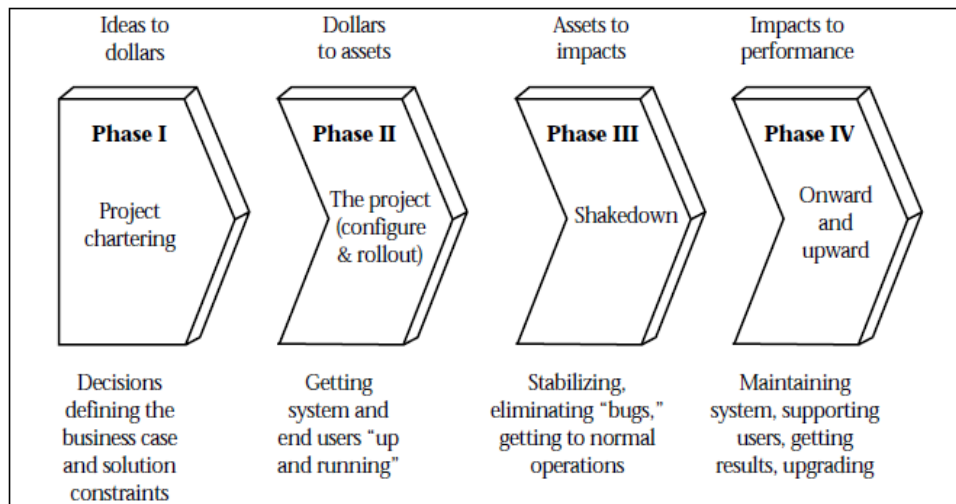 Ideas to
dollars
Dollars
to assets
Assets to
impacts
Impacts to
performance
Phase I
Project
chartering
Phase II
The project
(configure
& rollout)
Phase III
Shakedown
Phase IV
Onward
and
upward
Decisions
defining the
business case
and solution
constraints
Getting
system and
end users “up
and running”
Stabilizing,
eliminating “bugs,”
getting to normal
operations
Maintaining
system, supporting
users, getting
results, upgrading